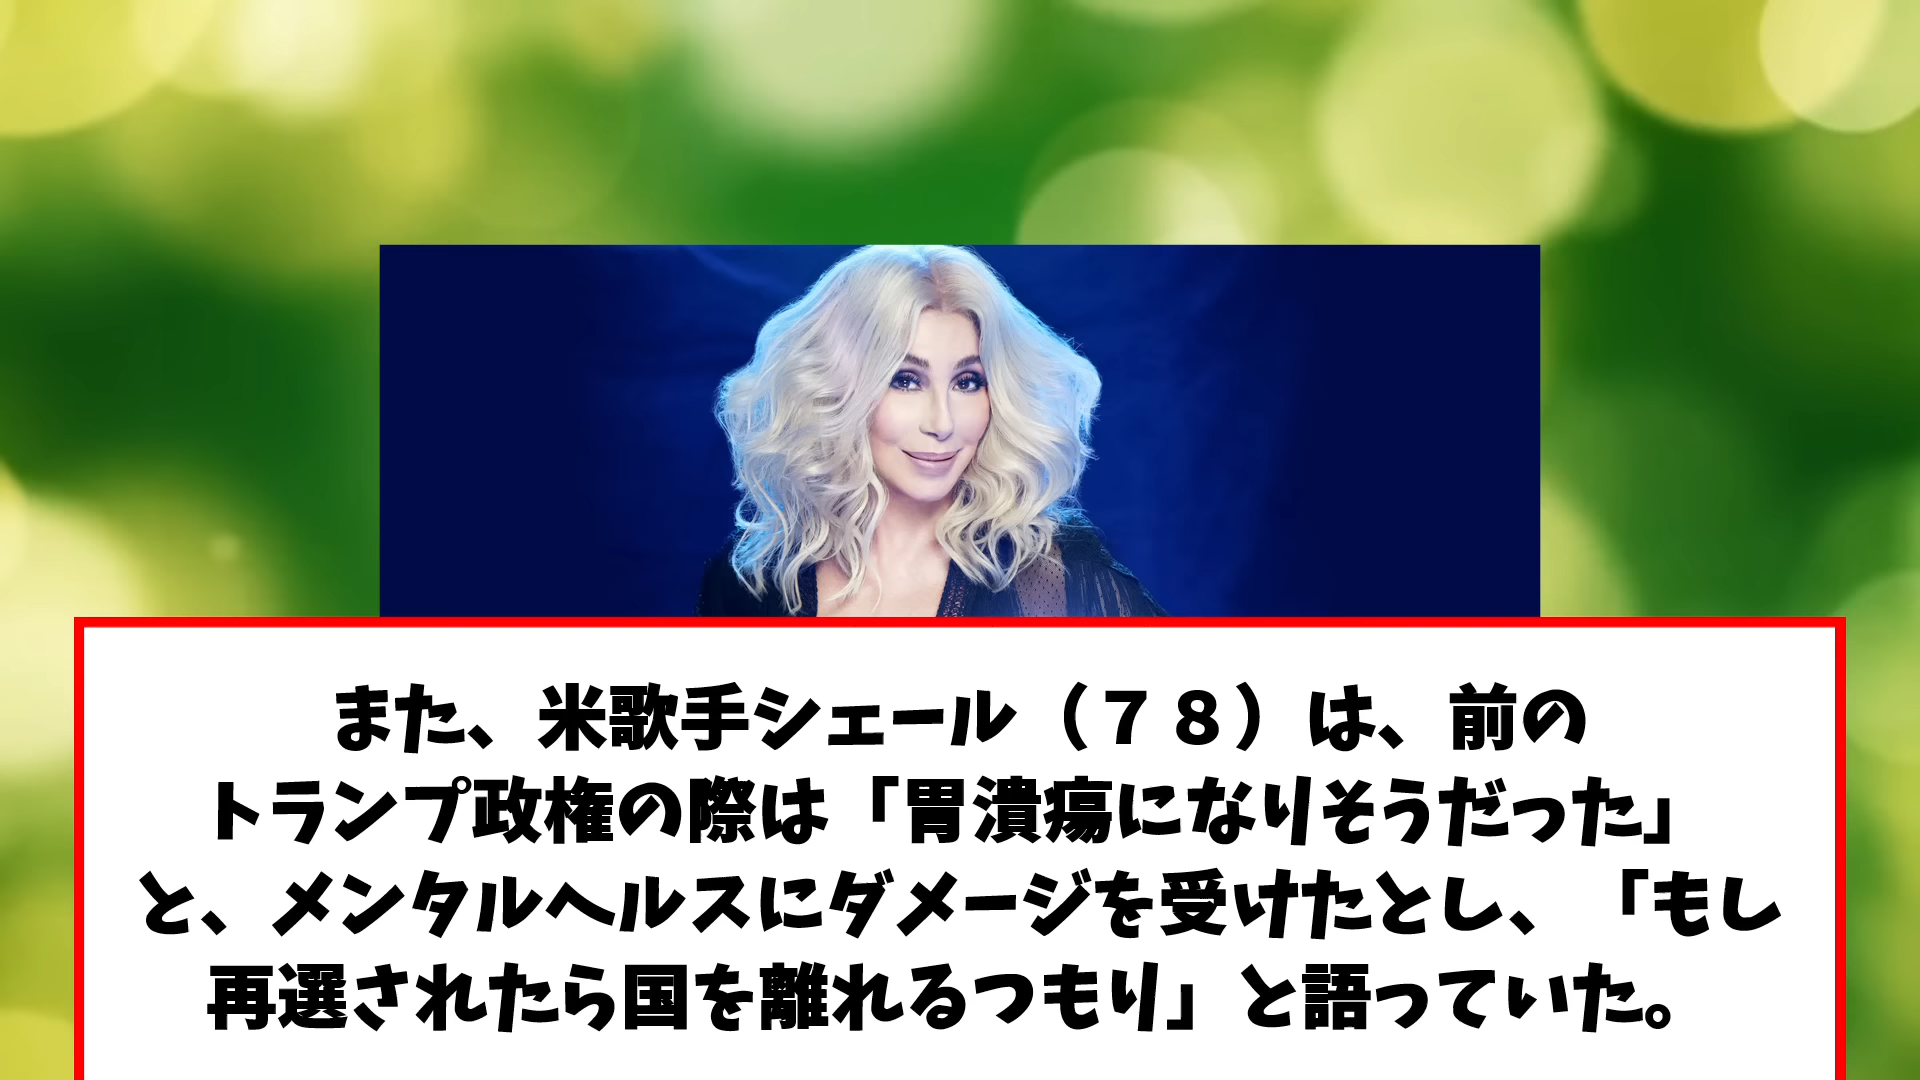 また、米歌手シェール（７８）は、前の
トランプ政権の際は「胃潰瘍になりそうだった」
と、メンタルヘルスにダメージを受けたとし、「もし
再選されたら国を離れるつもり」と語っていた。